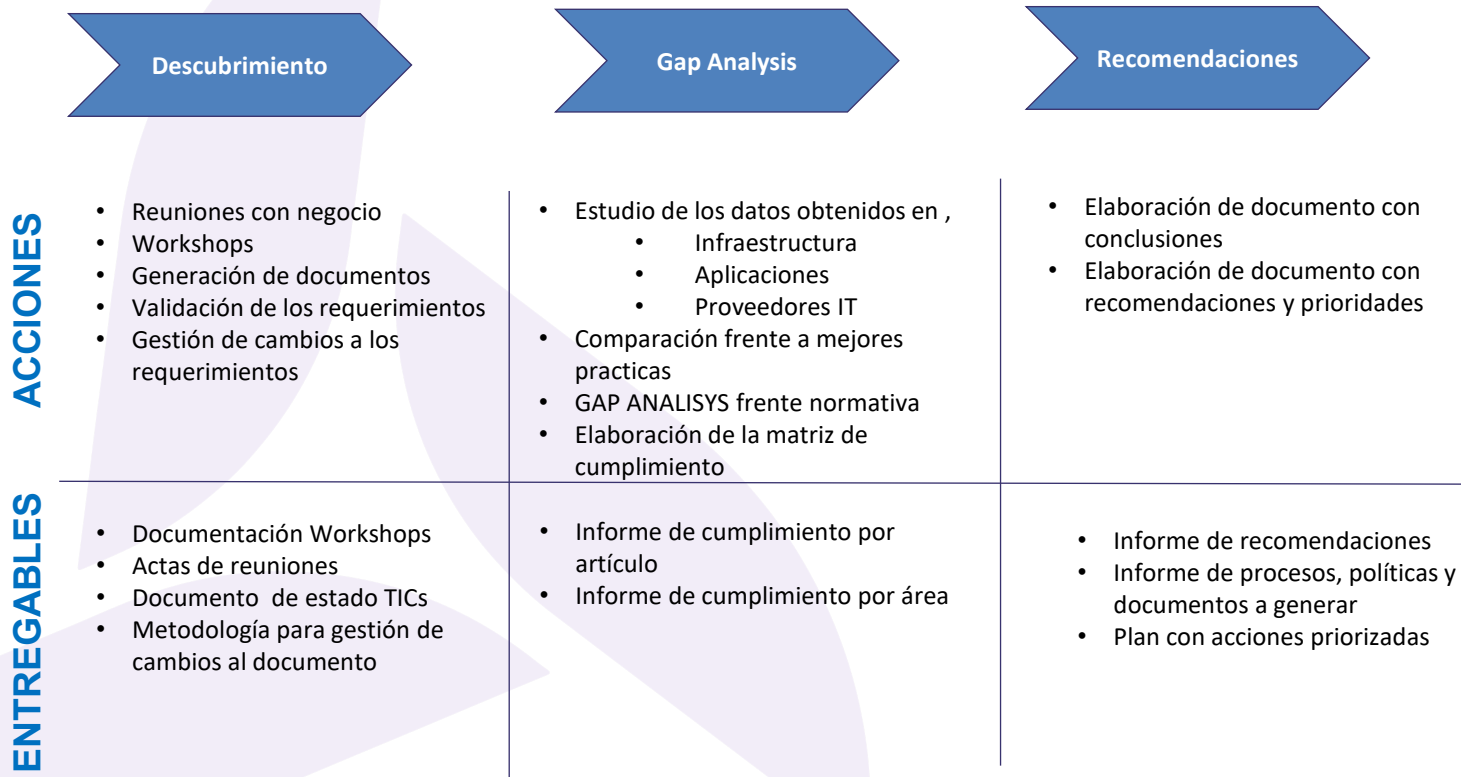 Descubrimiento
Gap Analysis
Recomendaciones
ACCIONES
• Reuniones con negocio
• Workshops
• Generación de documentos
• Validación de los requerimientos
• Gestión de cambios a los
requerimientos
• Estudio de los datos obtenidos en ,
• Infraestructura
• Aplicaciones
• Proveedores IT
• Comparación frente a mejores
practicas
• GAP ANALISYS frente normativa
• Elaboración de la matriz de
cumplimiento
• Elaboración de documento con
conclusiones
• Elaboración de documento con
recomendaciones y prioridades
ENTREGABLES
• Documentación Workshops
• Actas de reuniones
• Documento  de estado TICs
• Metodología para gestión de
cambios al documento
• Informe de cumplimiento por
artículo
• Informe de cumplimiento por área
• Informe de recomendaciones
• Informe de procesos, políticas y
documentos a generar
• Plan con acciones priorizadas